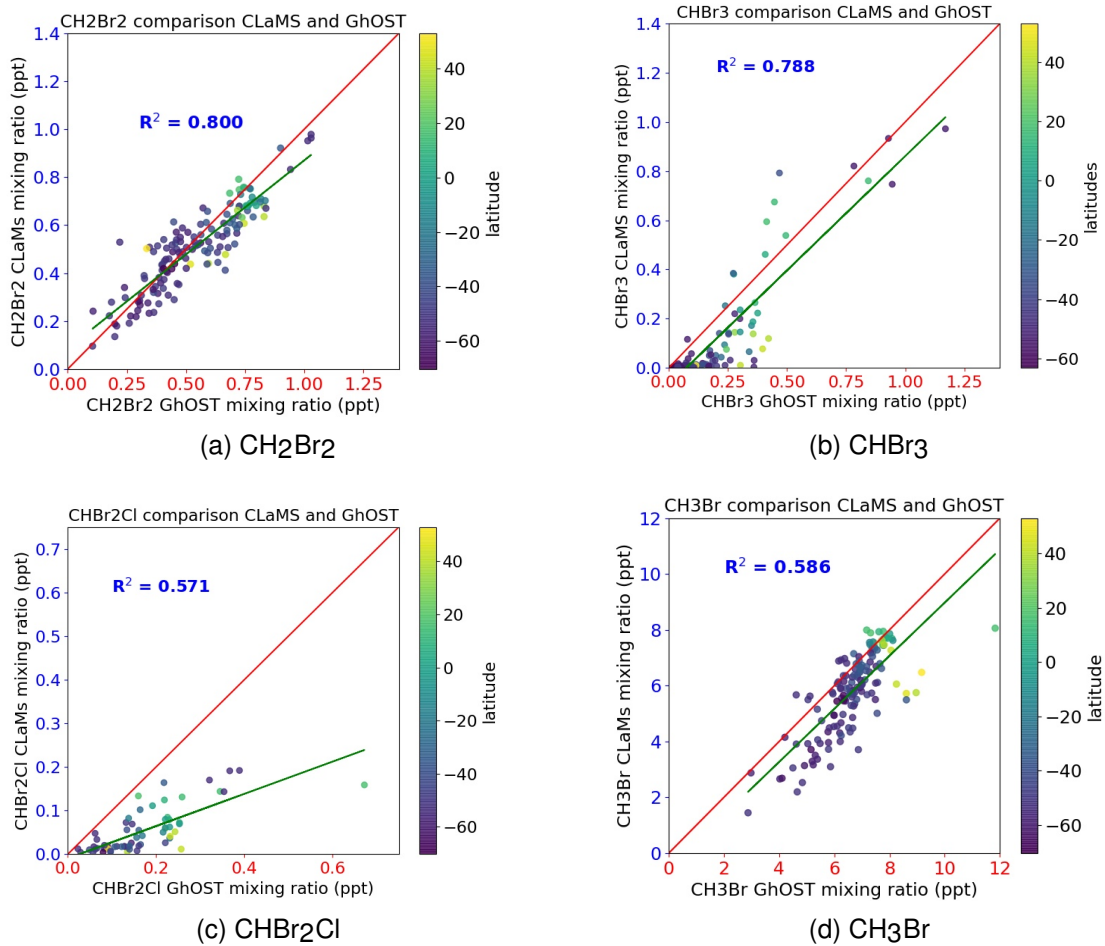 CH2Br2 comparison CLaMS and GhOST
1.4
1.2
1.0
0.8
0.6
0.4
0.2
0.0
CH2Br2 CLaMs mixing ratio (ppt)
R² = 0.800
0.00 0.25 0.50 0.75 1.00 1.25
CH2Br2 GhOST mixing ratio (ppt)
40
20
0
−20
−40
−60
latitude
(a) CH₂Br₂
CHBr3 comparison CLaMS and GhOST
1.4
1.2
1.0
0.8
0.6
0.4
0.2
0.0
CHBr3 CLaMS mixing ratio (ppt)
R² = 0.788
0.00 0.25 0.50 0.75 1.00 1.25
CHBr3 GhOST mixing ratio (ppt)
40
20
0
−20
−40
−60
latitudes
(b) CHBr₃
CHBr2Cl comparison CLaMS and GhOST
0.7
0.6
0.5
0.4
0.3
0.2
0.1
0.0
CHBr2Cl CLaMs mixing ratio (ppt)
R² = 0.571
0.0 0.2 0.4 0.6
CHBr2Cl GhOST mixing ratio (ppt)
40
20
0
−20
−40
−60
latitude
(c) CHBr₂Cl
CH3Br comparison CLaMS and GhOST
12
10
8
6
4
2
0
CH3Br CLaMs mixing ratio (ppt)
R² = 0.586
0 2 4 6 8 10 12
CH3Br GhOST mixing ratio (ppt)
40
20
0
−20
−40
−60
latitude
(d) CH₃Br